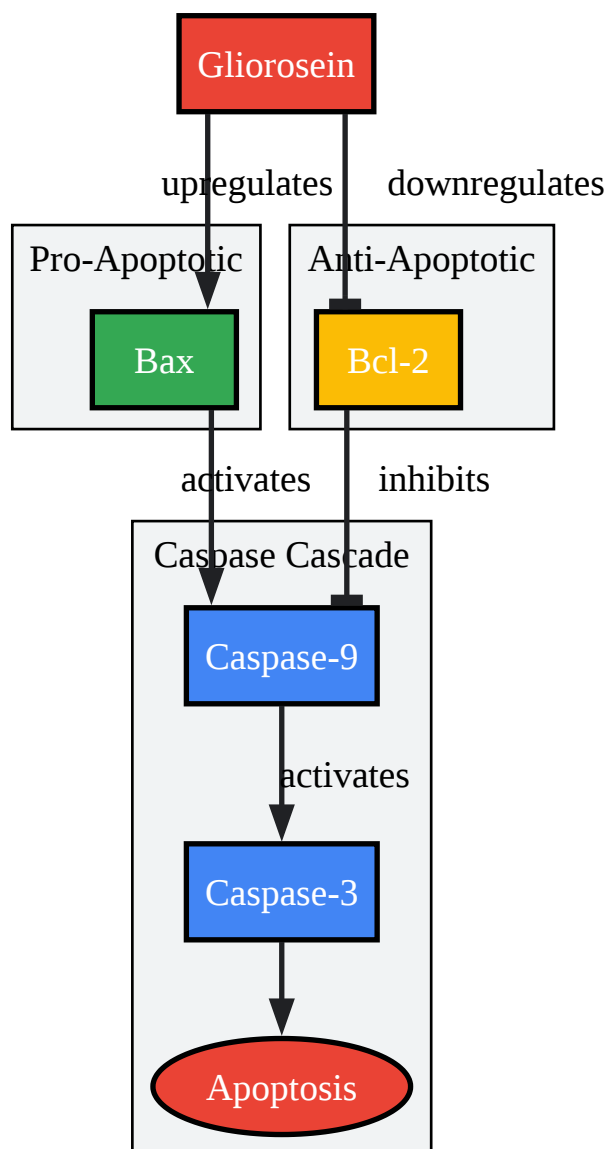 Gliorosein
upregulates
downregulates
Pro-Apoptotic
Anti-Apoptotic
Bax
Bcl-2
activates
inhibits
Caspase Cascade
Caspase-9
activates
Caspase-3
Apoptosis